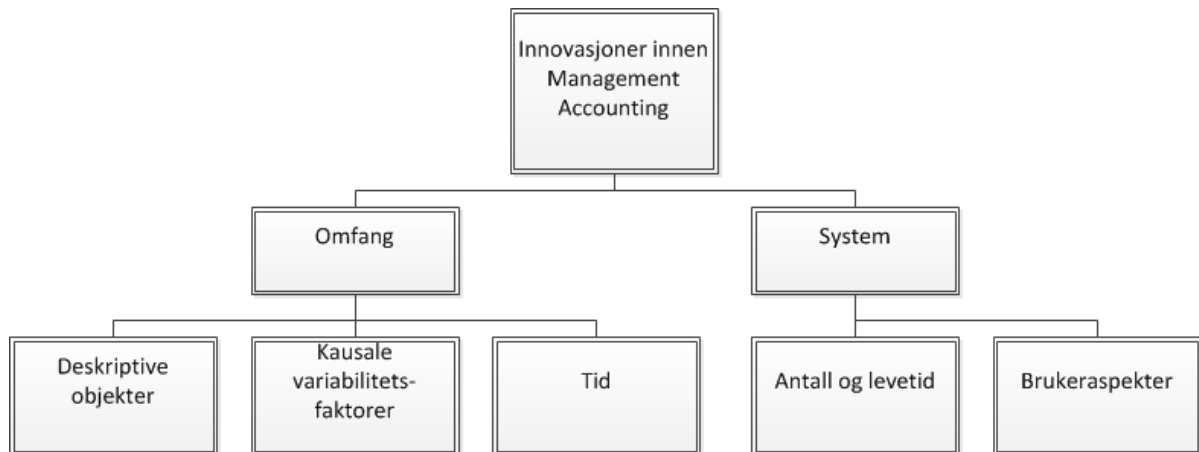 Innovasjoner innen
Management
Accounting
Omfang
System
Deskriptive
objekter
Kausale
variabilitets-
faktorer
Tid
Antall og levetid
Brukeraspekter